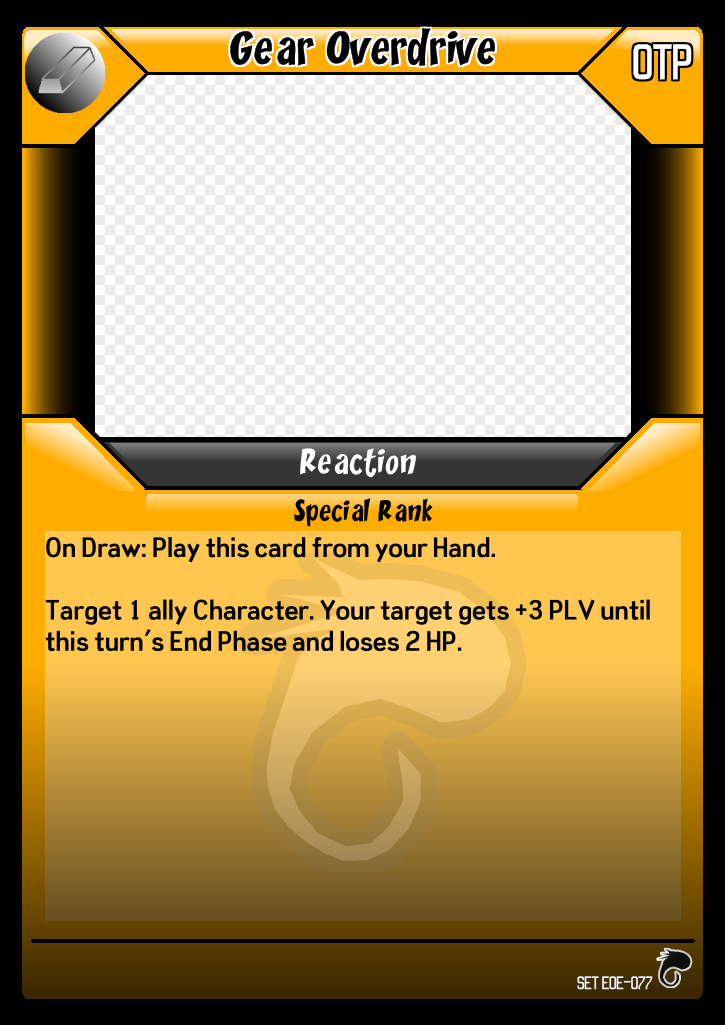 Gear Overdrive
OTP
Reaction
Special Rank
On Draw: Play this card from your Hand.
Target 1 ally Character. Your target gets +3 PLV until
this turn's End Phase and loses 2 HP.
SET EOE-077